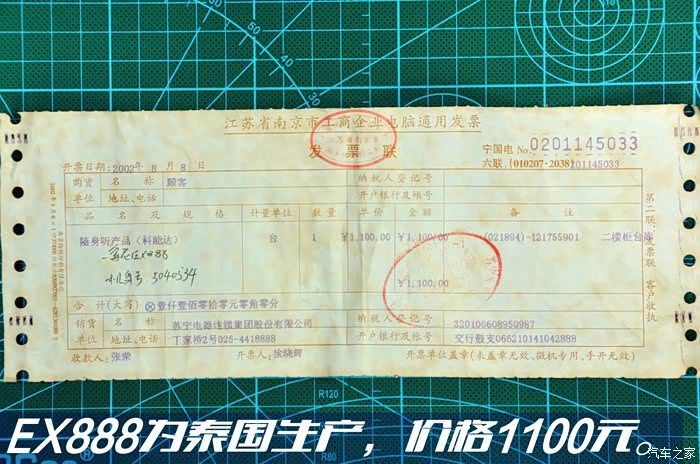 江苏省南京市工商企业电脑通用发票
发 票 联
宁国电 No. 0201145033
六联.(010207-2038) 201145033
开票日期:2002年 8 月 8 日
购货 名 称 顾客 纳税人登记号
单位 地址、电话 开户银行及帐号
品 名 及 规 格 计量单位 数 量 单 价 金 额 备 注
随身听产品(科能达) 台 1 ¥1,100.00 ¥1,100.00 (021894)-121755901 二楼柜台库
5040534
¥1,100.00
合 计(大写) ⓧ壹仟壹佰零拾零元零角零分
销货 名 称 苏宁电器连锁集团股份有限公司 纳税人登记号 320106608950987
单位 地址、电话 丁家桥2号025-4418888 开户银行及帐号 交行鼓支066210141042888
收款人:张荣 开票人:徐晓辉 开票单位盖章(未盖章无效、微机专用、手开无效)
第二联:发票联 客户收执
R120
EX888为泰国生产,价格1100元。
汽车之家